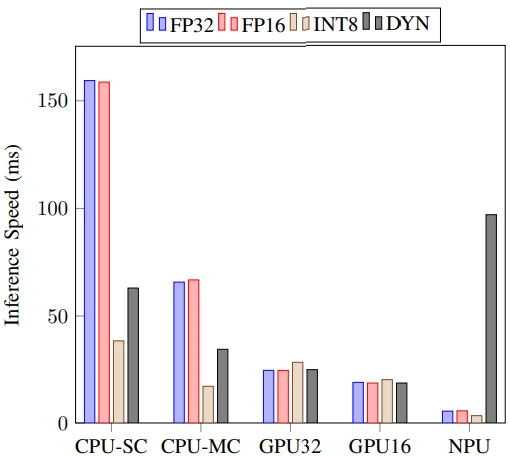 FP32 FP16 INT8 DYN
Inference Speed (ms)
150
100
50
0
CPU-SC CPU-MC GPU32 GPU16 NPU